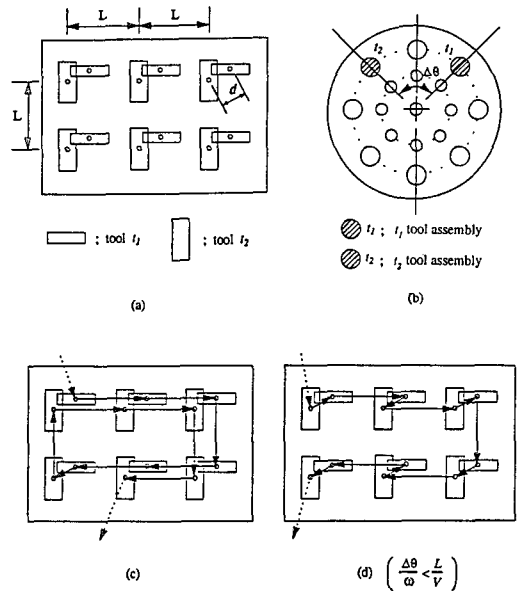 L
L
L
d
; tool t1
; tool t2
(a)
t2
t1
Δθ
t1 ; t1 tool assembly
t2 ; t2 tool assembly
(b)
(c)
(d) ( Δθ/ω < L/V )